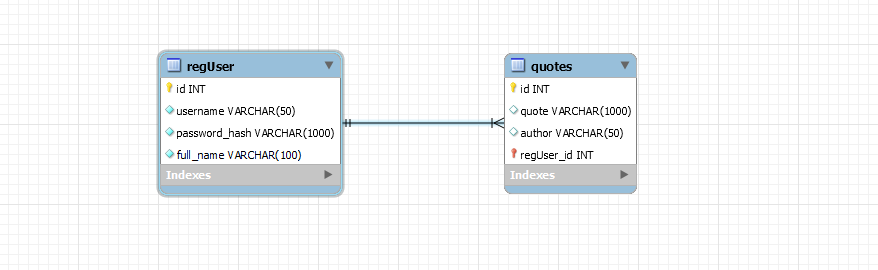 regUser
id INT
username VARCHAR(50)
password_hash VARCHAR(1000)
full_name VARCHAR(100)
Indexes
quotes
id INT
quote VARCHAR(1000)
author VARCHAR(50)
regUser_id INT
Indexes